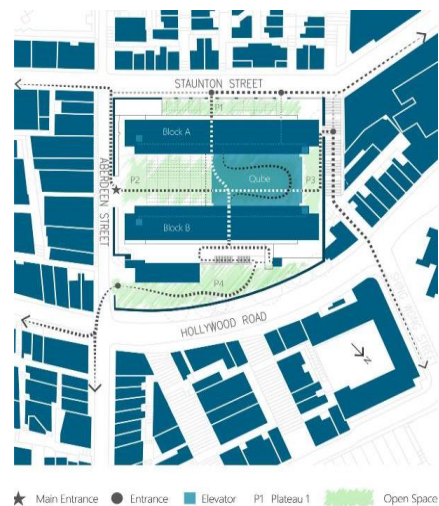 STAUNTON STREET
P1
Block A
ABERDEEN STREET
P2
Qube
P3
Block B
P4
HOLLYWOOD ROAD
N
Main Entrance
Entrance
Elevator
P1 Plateau 1
Open Space